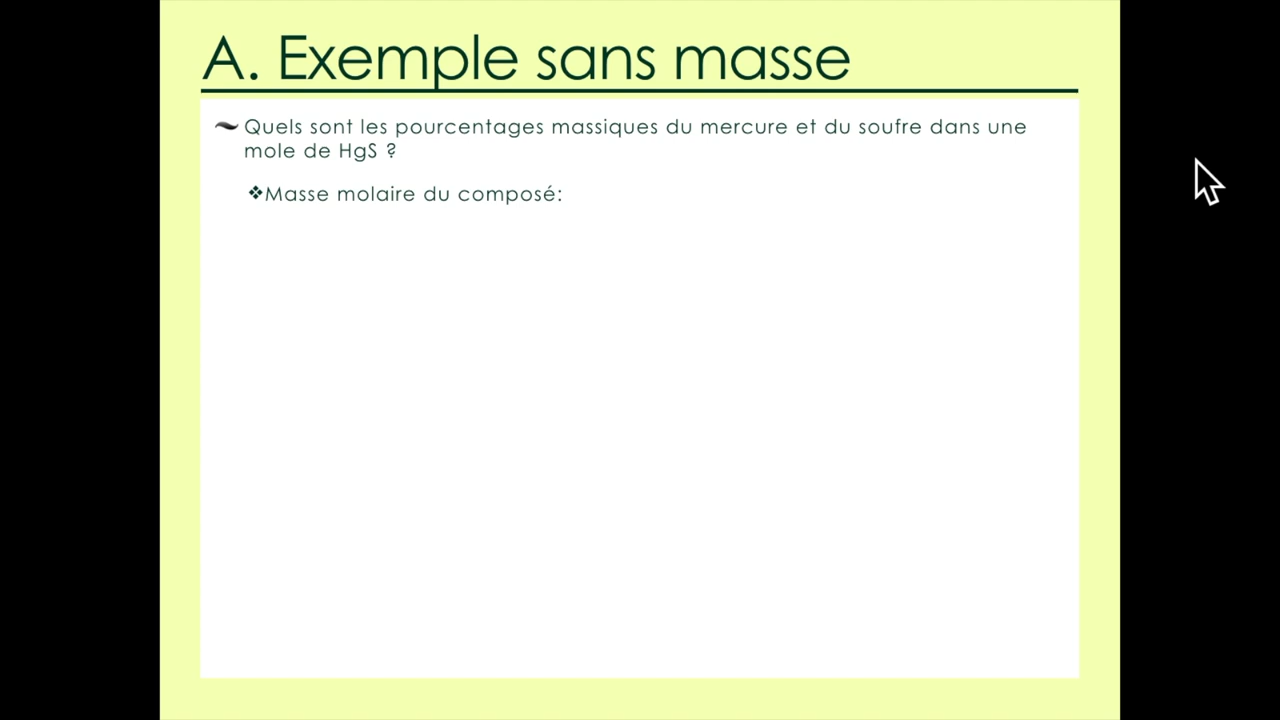 A. Exemple sans masse
Quels sont les pourcentages massiques du mercure et du soufre dans une
mole de HgS ?
❖Masse molaire du composé: